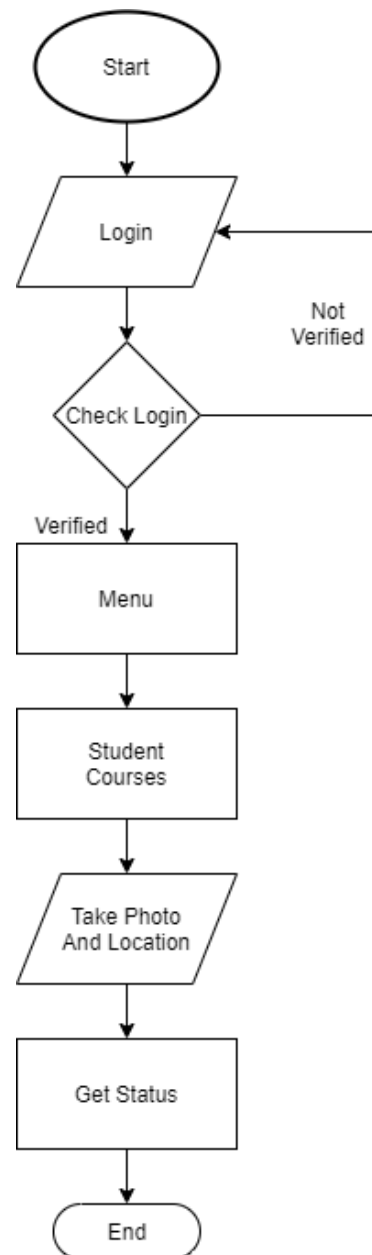 Start
Login
Not
Verified
Check Login
Verified
Menu
Student
Courses
Take Photo
And Location
Get Status
End